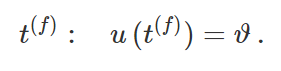 t^{(f)} :   u (t^{(f)}) = ϑ .